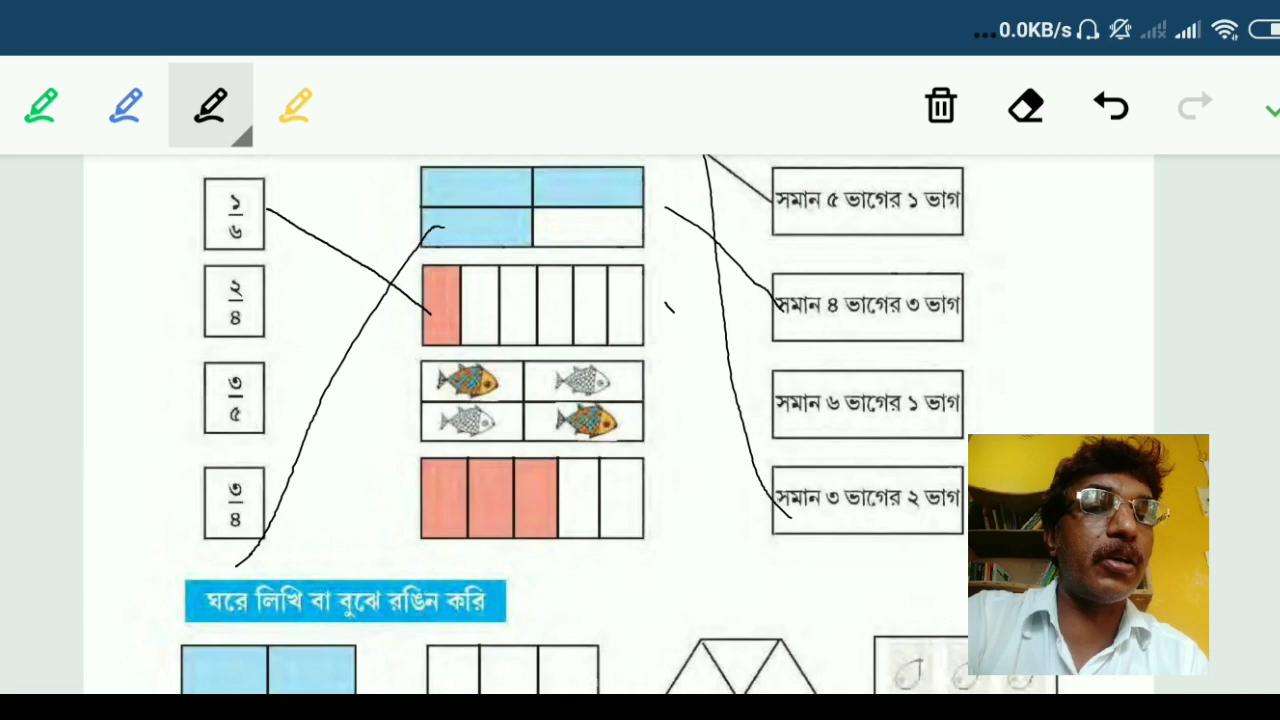 ...0.0KB/s
১
৬
সমান ৫ ভাগের ১ ভাগ
২
৪
সমান ৪ ভাগের ৩ ভাগ
৩
৫
সমান ৬ ভাগের ১ ভাগ
৩
৪
সমান ৩ ভাগের ২ ভাগ
ঘরে লিখি বা বুঝে রঙিন করি